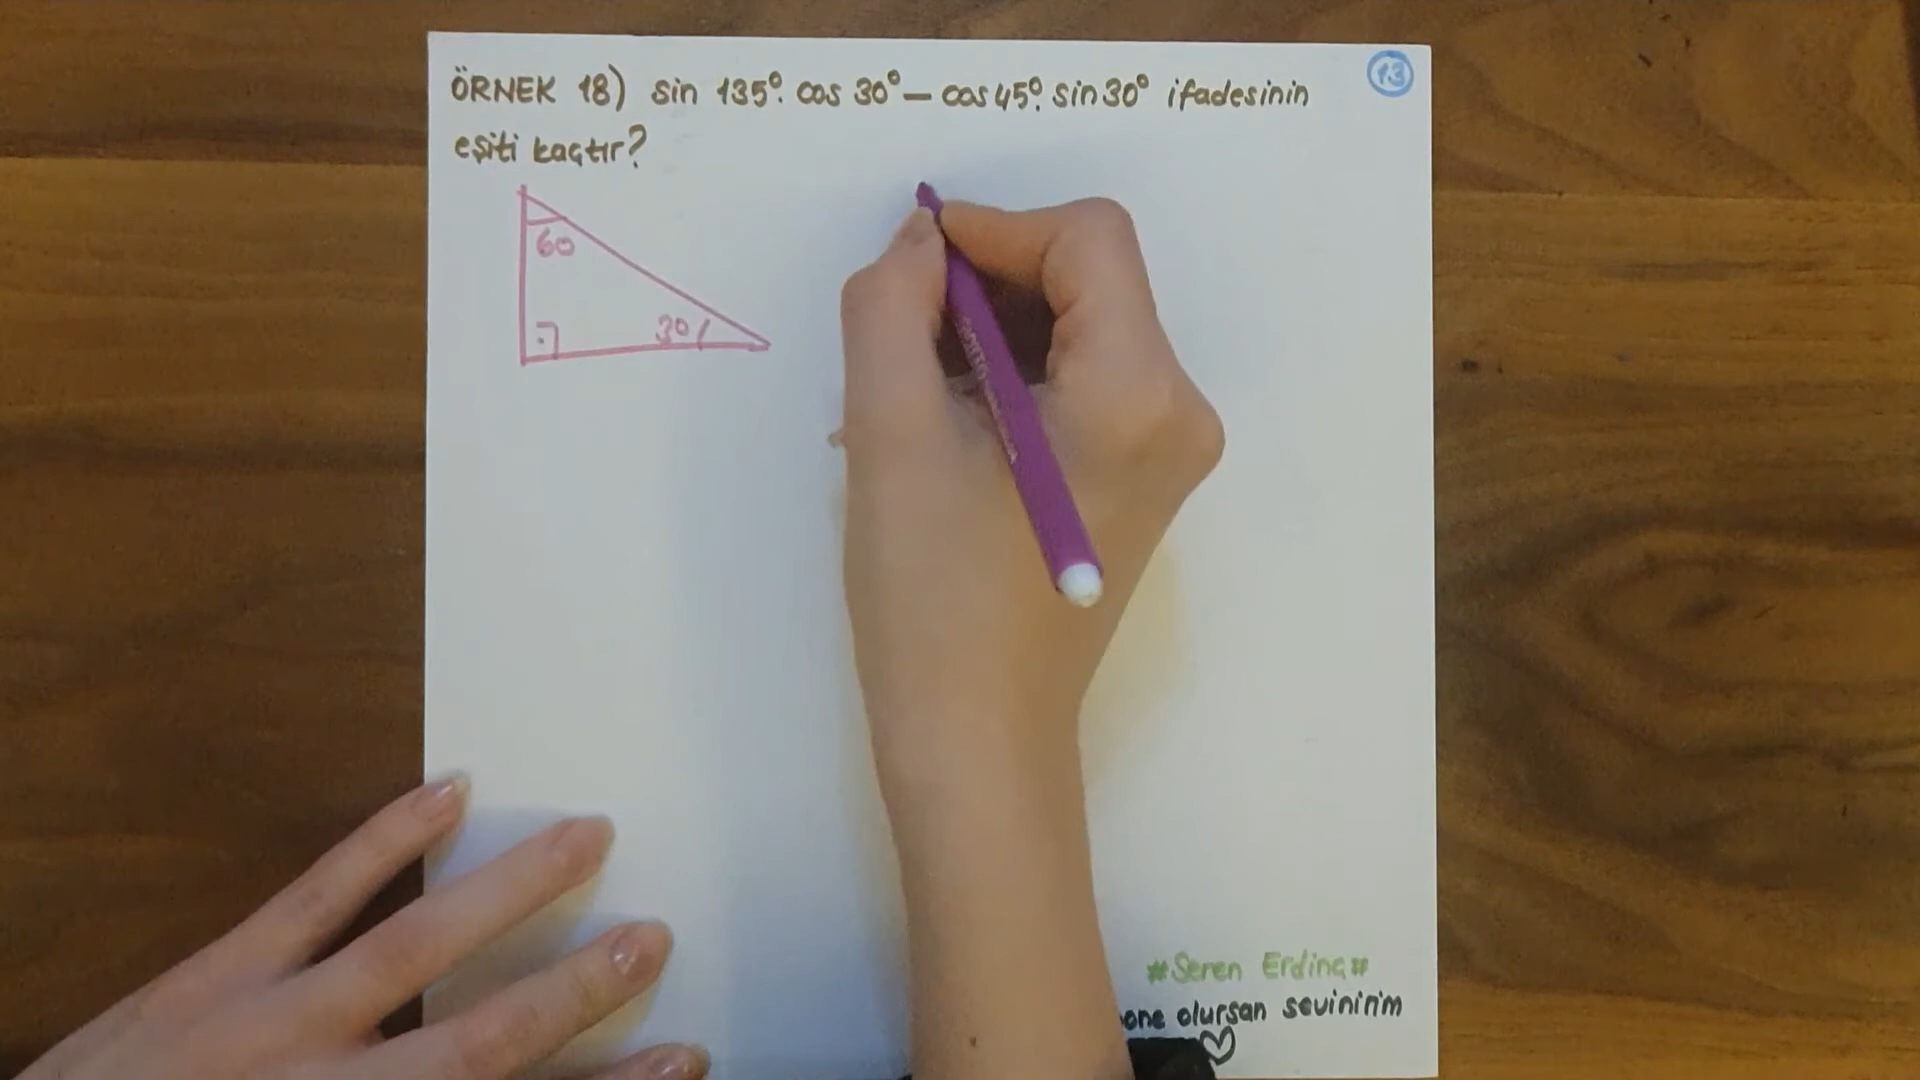 ÖRNEK 18) sin 135°. cos 30° – cos 45°. sin 30° ifadesinin
eşiti kaçtır?
13
60
30
#Seren Erdinç#
one olursan sevinirim